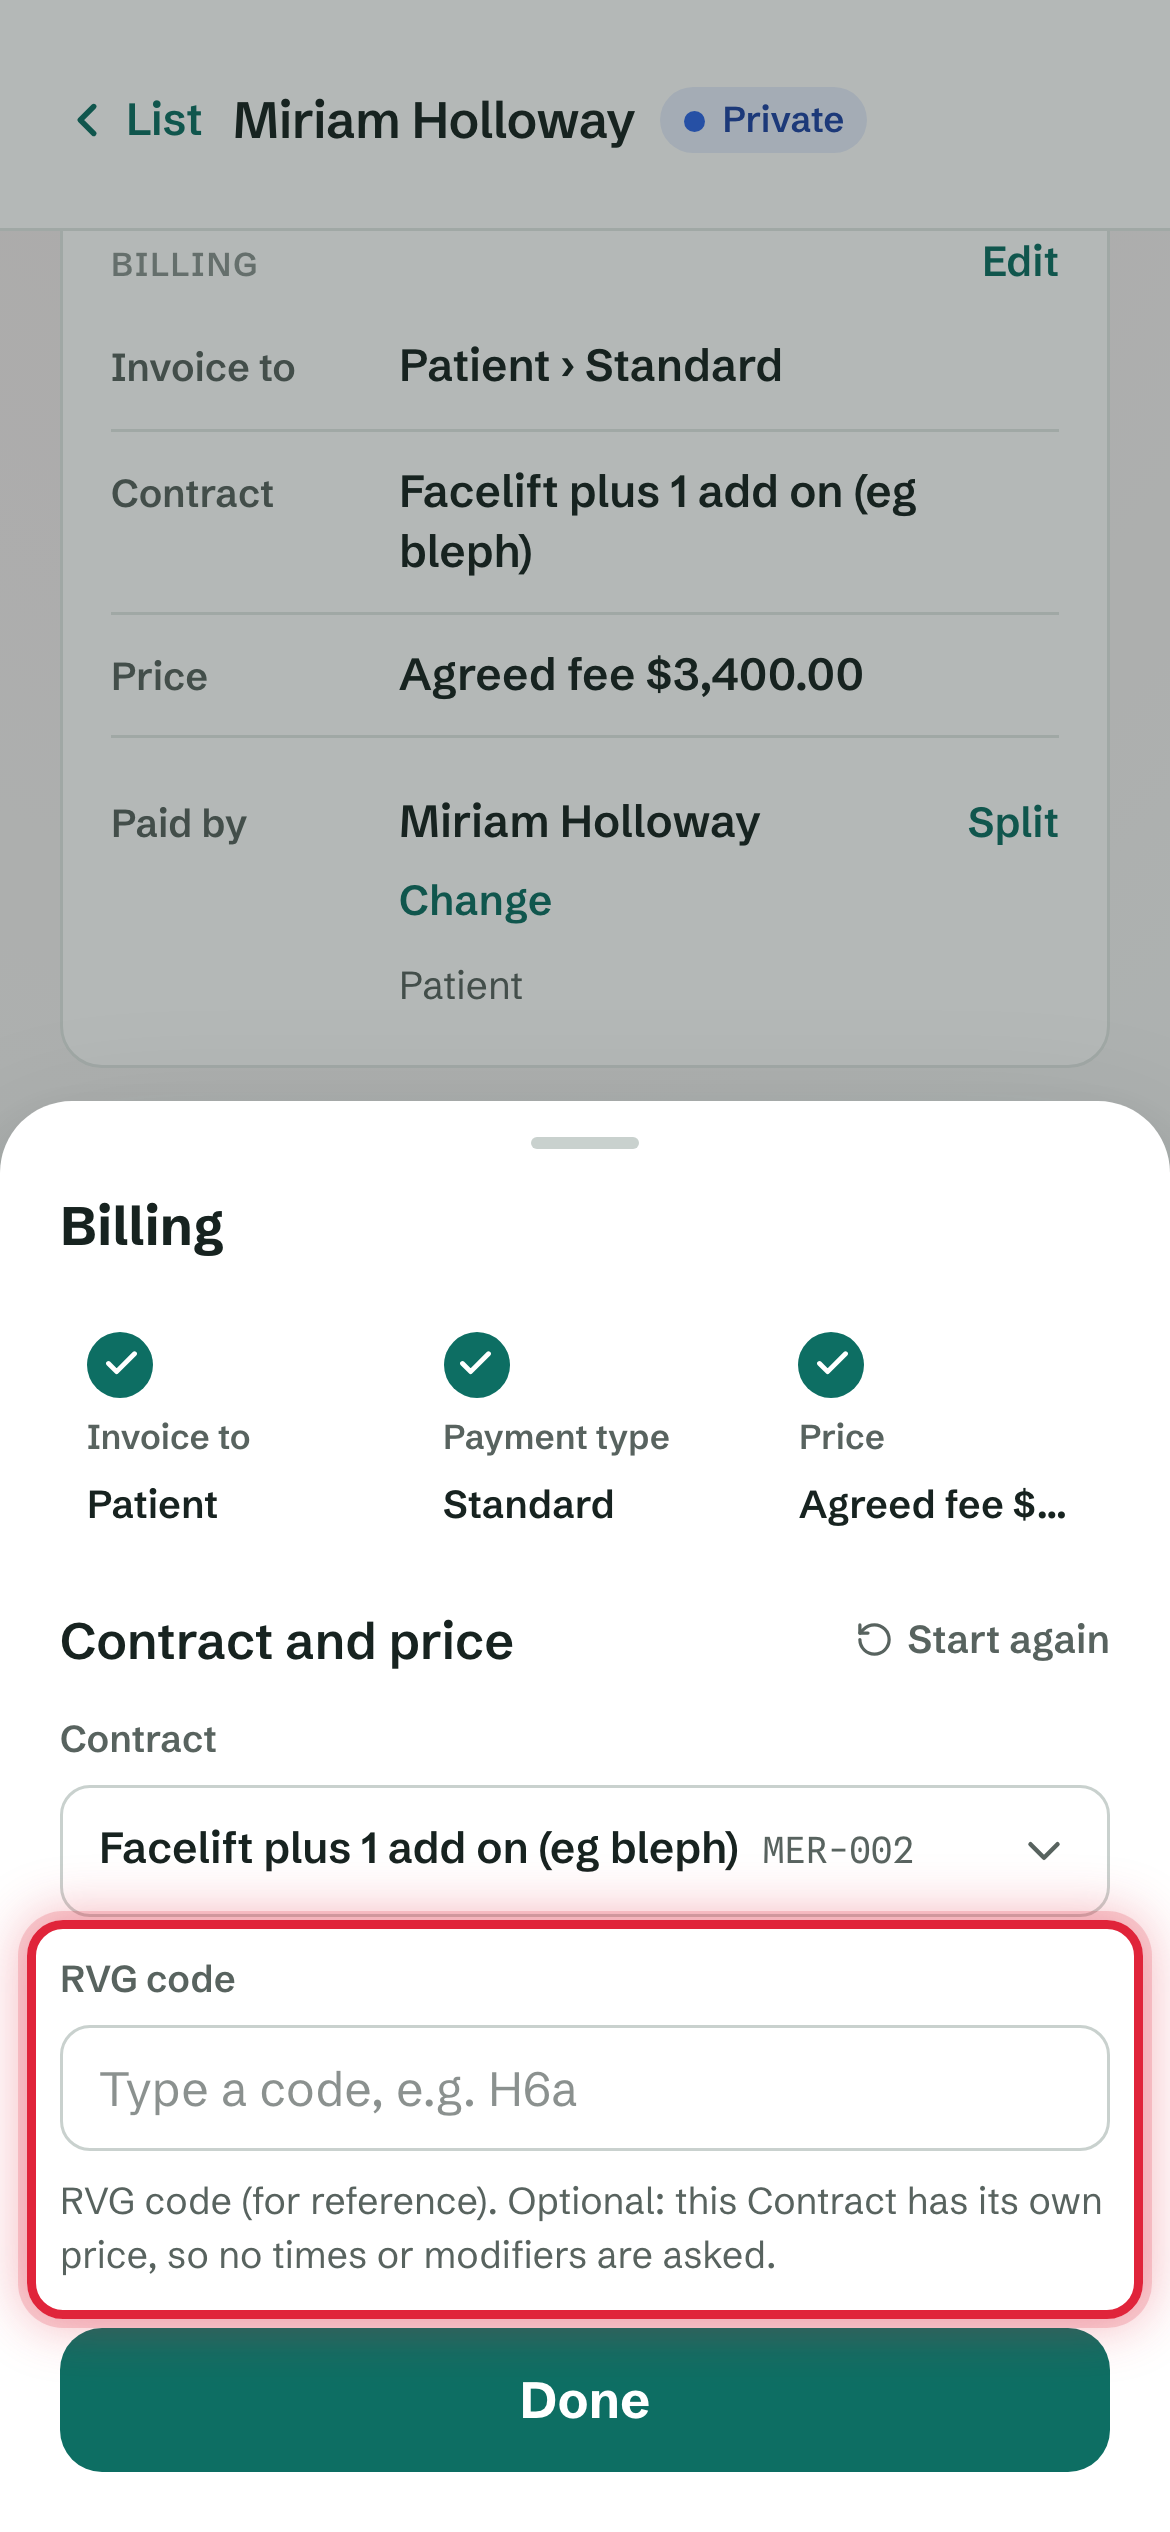 List Miriam Holloway Private
BILLING Edit
Invoice to Patient › Standard
Contract Facelift plus 1 add on (eg
bleph)
Price Agreed fee $3,400.00
Paid by Miriam Holloway Split
Change
Patient
Billing
Invoice to Payment type Price
Patient Standard Agreed fee $...
Contract and price Start again
Contract
Facelift plus 1 add on (eg bleph) MER-002
RVG code
Type a code, e.g. H6a
RVG code (for reference). Optional: this Contract has its own
price, so no times or modifiers are asked.
Done